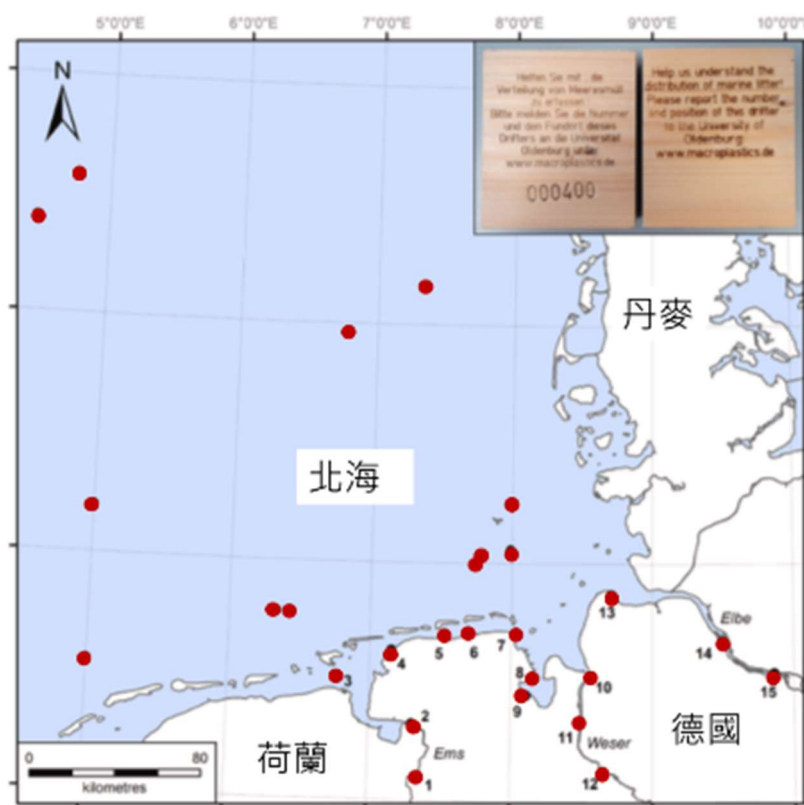 5°0'0"E 6°0'0"E 7°0'0"E 8°0'0"E 9°0'0"E 10°0'0"E
N
Helfen Sie mit, die
Verteilung von Meeresmüll
zu erfassen
Bitte melden Sie die Nummer
und den Fundort dieses
Drifters an die Universität
Oldenburg unter
www.macroplastics.de
000400
Help us understand the
distribution of marine litter!
Please report the number
and position of this drifter
to the University of
Oldenburg:
www.macroplastics.de
丹麥
北海
13
Elbe
14
15
5
6
7
4
3
8
9
10
2
Ems
1
11
Weser
12
荷蘭
德國
0 80
kilometres